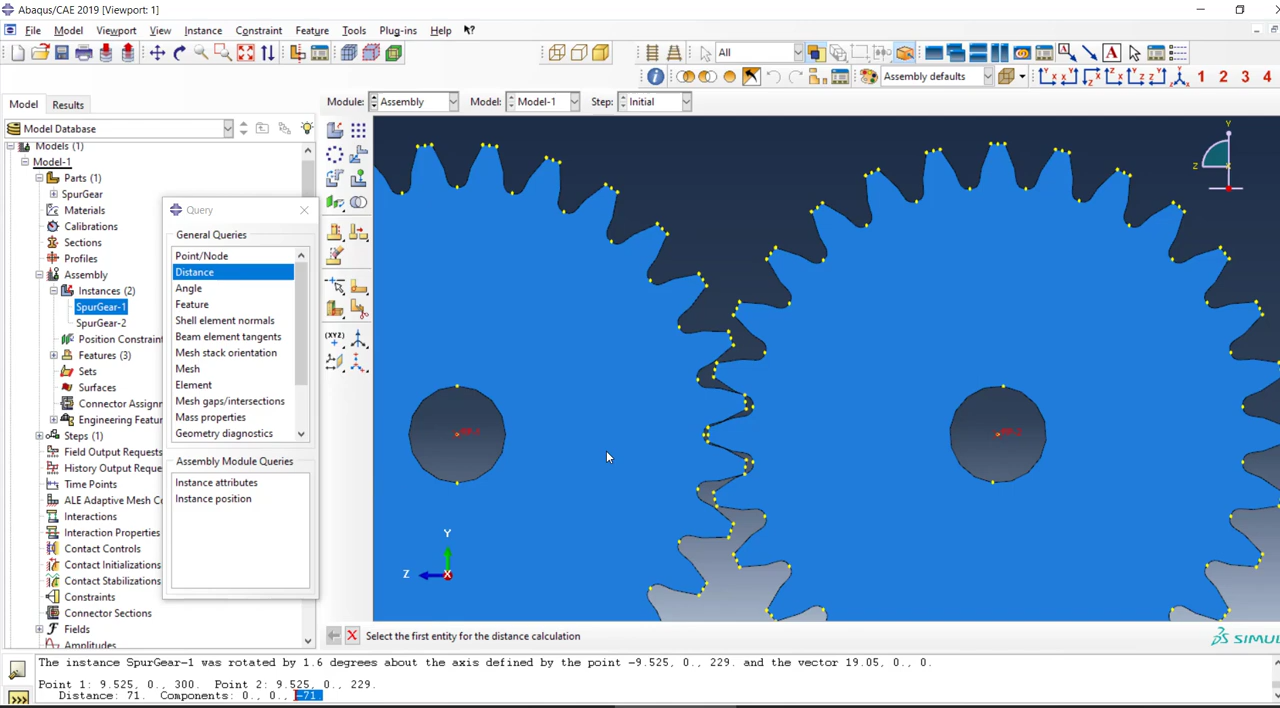 Abaqus/CAE 2019 [Viewport: 1]
File Model Viewport View Instance Constraint Feature Tools Plug-ins Help
All
Assembly defaults
1 2 3 4
Model Results
Module: Assembly Model: Model-1 Step: Initial
Model Database
Models (1)
Model-1
Parts (1)
SpurGear
Materials
Calibrations
Sections
Profiles
Assembly
Instances (2)
SpurGear-1
SpurGear-2
Position Constraint
Features (3)
Sets
Surfaces
Connector Assign
Engineering Featur
Steps (1)
Field Output Requests
History Output Reque
Time Points
ALE Adaptive Mesh Co
Interactions
Interaction Properties
Contact Controls
Contact Initializations
Contact Stabilizations
Constraints
Connector Sections
Fields
Amplitudes
Query
General Queries
Point/Node
Distance
Angle
Feature
Shell element normals
Beam element tangents
Mesh stack orientation
Mesh
Element
Mesh gaps/intersections
Mass properties
Geometry diagnostics
Assembly Module Queries
Instance attributes
Instance position
(XYZ)
Y
Z
Y
Z
X
Select the first entity for the distance calculation
SIMUL
The instance SpurGear-1 was rotated by 1.6 degrees about the axis defined by the point -9.525, 0., 229. and the vector 19.05, 0., 0.
Point 1: 9.525, 0., 300. Point 2: 9.525, 0., 229.
Distance: 71. Components: 0., 0., -71.
>>>